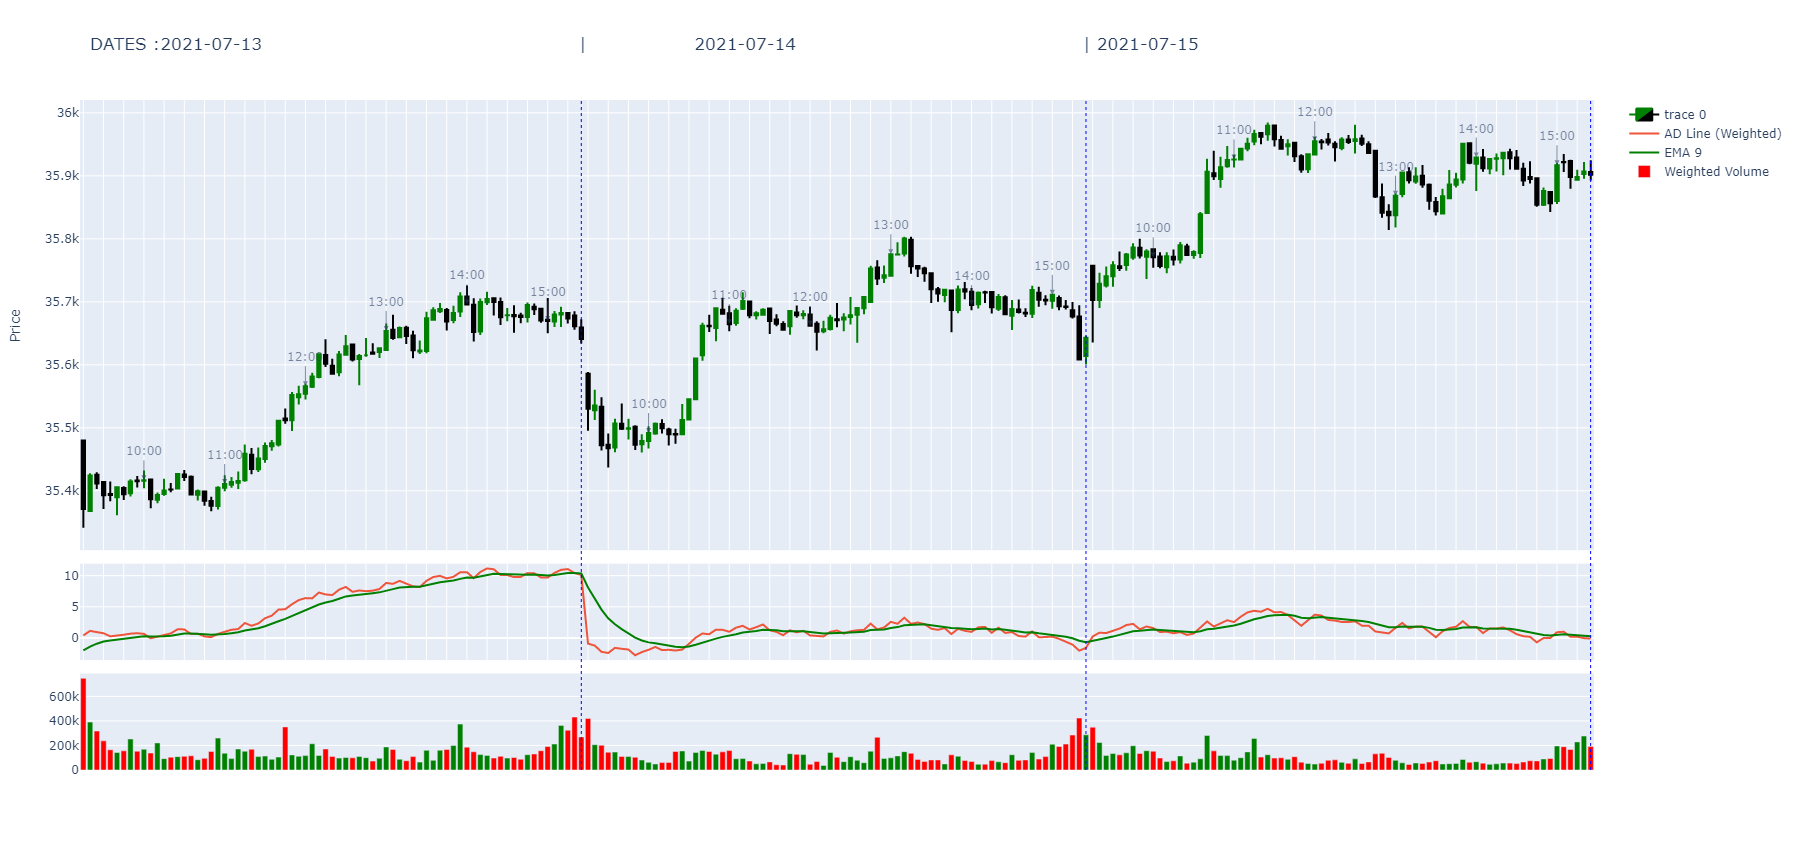 DATES :2021-07-13 | 2021-07-14 | 2021-07-15
36k
35.9k
35.8k
35.7k
35.6k
35.5k
35.4k
Price
10:00
11:00
12:00
13:00
14:00
15:00
10:00
11:00
12:00
13:00
14:00
15:00
10:00
11:00
12:00
13:00
14:00
15:00
trace 0
AD Line (Weighted)
EMA 9
Weighted Volume
10
5
0
600k
400k
200k
0